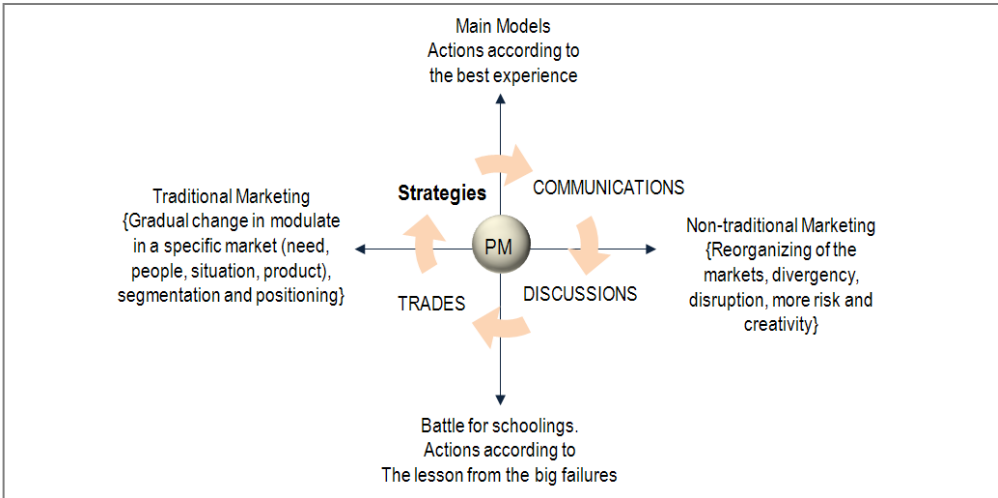 Main Models
Actions according to
the best experience
Strategies
COMMUNICATIONS
Traditional Marketing
{Gradual change in modulate
in a specific market (need,
people, situation, product),
segmentation and positioning}
PM
Non-traditional Marketing
{Reorganizing of the
markets, divergency,
disruption, more risk and
creativity}
TRADES
DISCUSSIONS
Battle for schoolings.
Actions according to
The lesson from the big failures